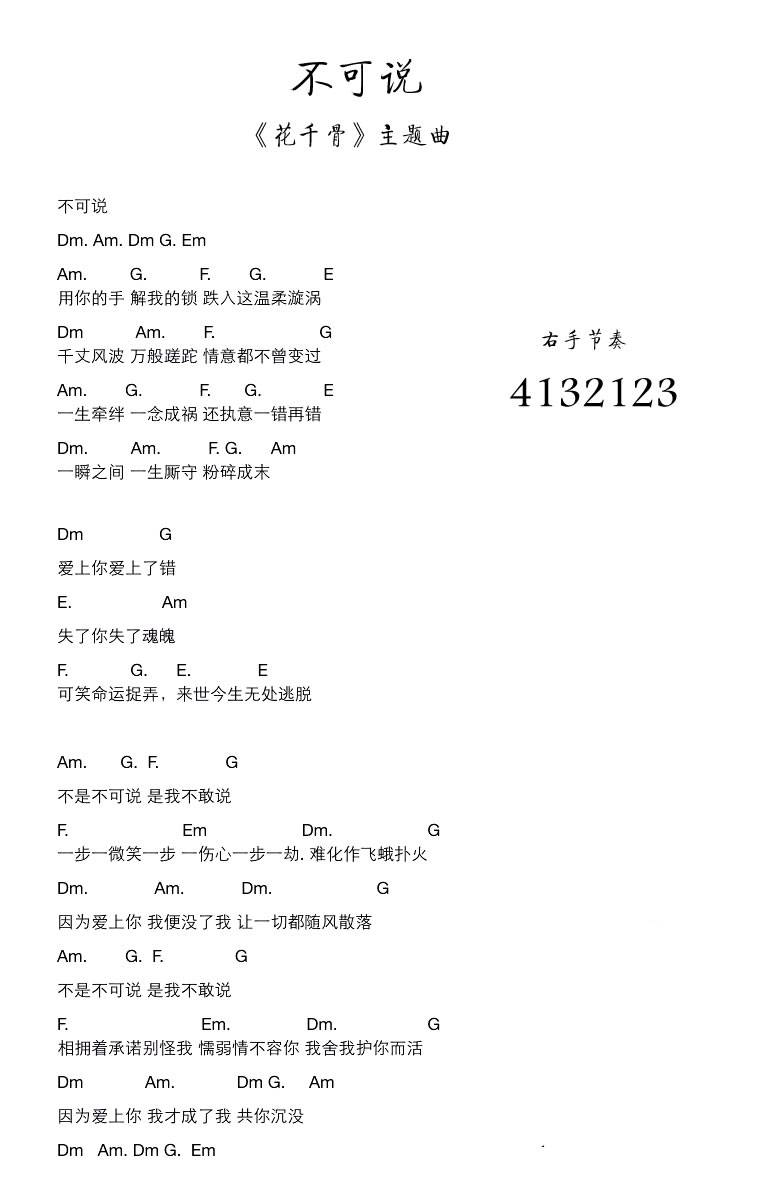 不可说
《花千骨》主题曲
不可说
Dm. Am. Dm G. Em
Am. G. F. G. E
用你的手 解我的锁 跌入这温柔漩涡
Dm Am. F. G
千丈风波 万般蹉跎 情意都不曾变过
右手节奏
4132123
Am. G. F. G. E
一生牵绊 一念成祸 还执意一错再错
Dm. Am. F. G. Am
一瞬之间 一生厮守 粉碎成末
Dm G
爱上你爱上了错
E. Am
失了你失了魂魄
F. G. E. E
可笑命运捉弄，来世今生无处逃脱
Am. G. F. G
不是不可说 是我不敢说
F. Em Dm. G
一步一微笑一步 一伤心一步一劫. 难化作飞蛾扑火
Dm. Am. Dm. G
因为爱上你 我便没了我 让一切都随风散落
Am. G. F. G
不是不可说 是我不敢说
F. Em. Dm. G
相拥着承诺别怪我 懦弱情不容你 我舍我护你而活
Dm Am. Dm G. Am
因为爱上你 我才成了我 共你沉没
Dm Am. Dm G. Em